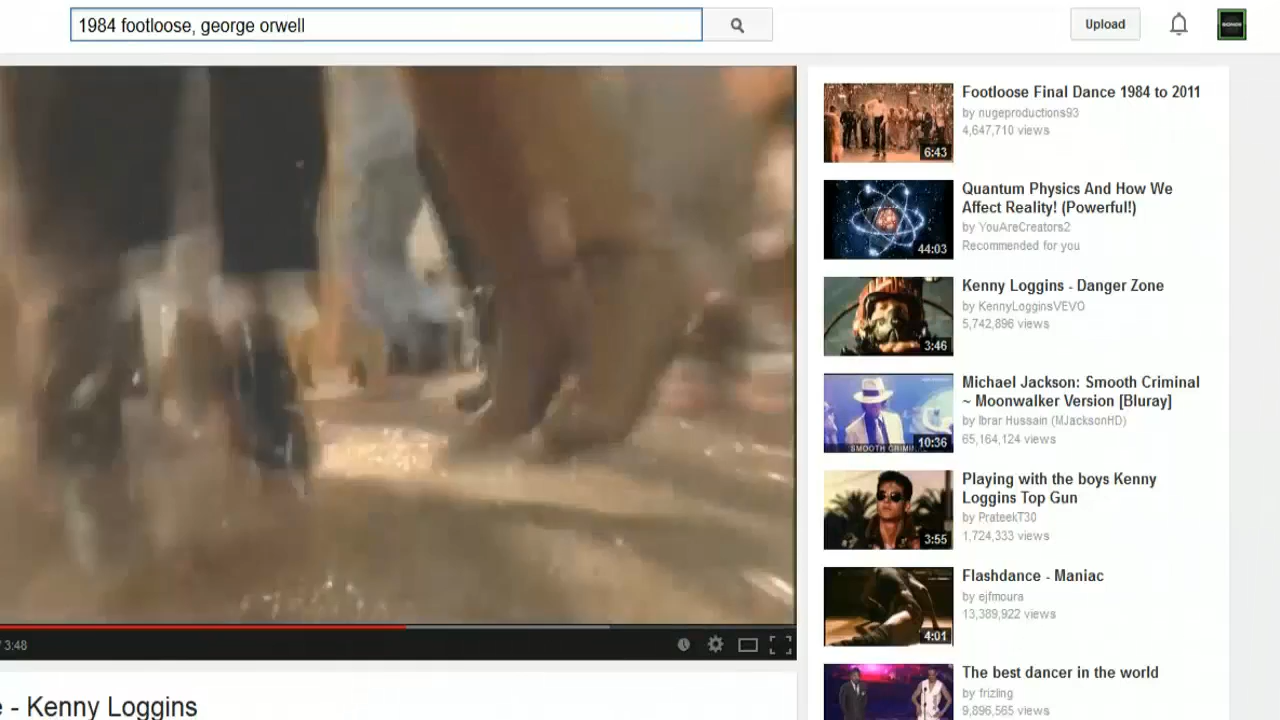 1984 footloose, george orwell
Upload
Footloose Final Dance 1984 to 2011
by nugeproductions93
4,647,710 views
6:43
Quantum Physics And How We
Affect Reality! (Powerful!)
by YouAreCreators2
Recommended for you
44:03
Kenny Loggins - Danger Zone
by KennyLogginsVEVO
5,742,896 views
3:46
Michael Jackson: Smooth Criminal
~ Moonwalker Version [Bluray]
by Ibrar Hussain (MJacksonHD)
65,164,124 views
10:36
Playing with the boys Kenny
Loggins Top Gun
by PrateekT30
1,724,333 views
3:55
Flashdance - Maniac
by ejfmoura
13,389,922 views
4:01
The best dancer in the world
by frizling
9,896,565 views
/ 3:48
- Kenny Loggins